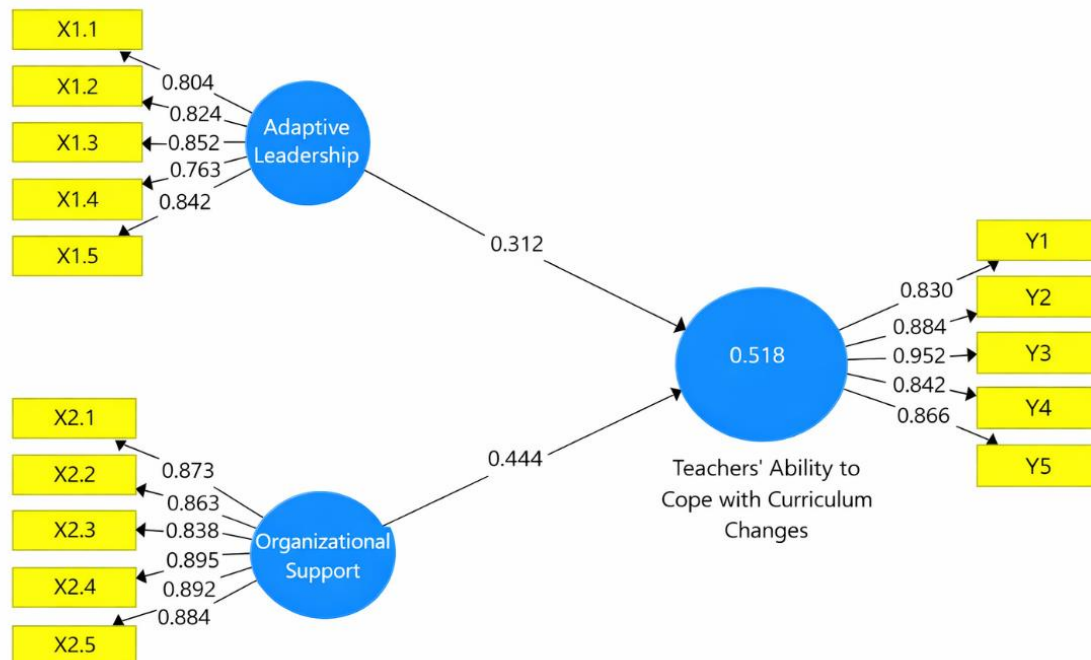 X1.1
X1.2
X1.3
X1.4
X1.5
0.804
0.824
0.852
0.763
0.842
Adaptive
Leadership
0.312
X2.1
X2.2
X2.3
X2.4
X2.5
0.873
0.863
0.838
0.895
0.892
0.884
Organizational
Support
0.444
0.518
Teachers' Ability to
Cope with Curriculum
Changes
0.830
0.884
0.952
0.842
0.866
Y1
Y2
Y3
Y4
Y5